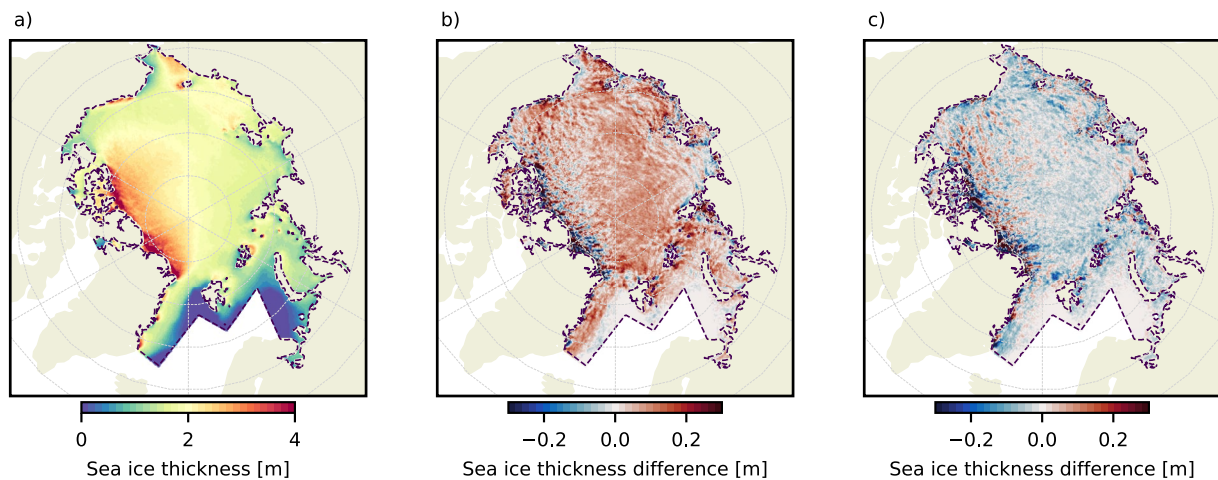 a)
b)
c)
0 2 4
−0.2 0.0 0.2
−0.2 0.0 0.2
Sea ice thickness [m]
Sea ice thickness difference [m]
Sea ice thickness difference [m]